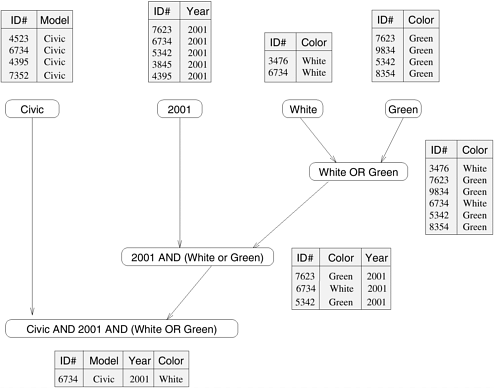 ID# Model
4523 Civic
6734 Civic
4395 Civic
7352 Civic
ID# Year
7623 2001
6734 2001
5342 2001
3845 2001
4395 2001
ID# Color
3476 White
6734 White
ID# Color
7623 Green
9834 Green
5342 Green
8354 Green
Civic
2001
White
Green
White OR Green
ID# Color
3476 White
7623 Green
9834 Green
6734 White
5342 Green
8354 Green
2001 AND (White or Green)
ID# Color Year
7623 Green 2001
6734 White 2001
5342 Green 2001
Civic AND 2001 AND (White OR Green)
ID# Model Year Color
6734 Civic 2001 White